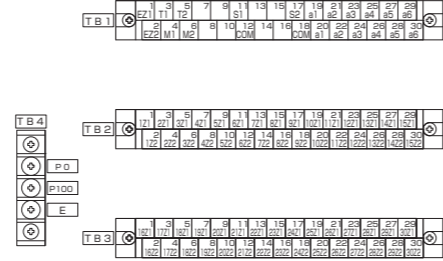 TB1
1 3 5 7 9 11 13 15 17 19 21 23 25 27 29
EZ1 T1 T2 S1 S2 a1 a2 a3 a4 a5 a6
2 4 6 8 10 12 14 16 18 20 22 24 26 28 30
EZ2 M1 M2 COM COM a1 a2 a3 a4 a5 a6
TB4
TB2
1 3 5 7 9 11 13 15 17 19 21 23 25 27 29
1Z1 2Z1 3Z1 4Z1 5Z1 6Z1 7Z1 8Z1 9Z1 10Z1 11Z1 12Z1 13Z1 14Z1 15Z1
2 4 6 8 10 12 14 16 18 20 22 24 26 28 30
1Z2 2Z2 3Z2 4Z2 5Z2 6Z2 7Z2 8Z2 9Z2 10Z2 11Z2 12Z2 13Z2 14Z2 15Z2
P0
P100
E
TB3
1 3 5 7 9 11 13 15 17 19 21 23 25 27 29
16Z1 17Z1 18Z1 19Z1 20Z1 21Z1 22Z1 23Z1 24Z1 25Z1 26Z1 27Z1 28Z1 29Z1 30Z1
2 4 6 8 10 12 14 16 18 20 22 24 26 28 30
16Z2 17Z2 18Z2 19Z2 20Z2 21Z2 22Z2 23Z2 24Z2 25Z2 26Z2 27Z2 28Z2 29Z2 30Z2